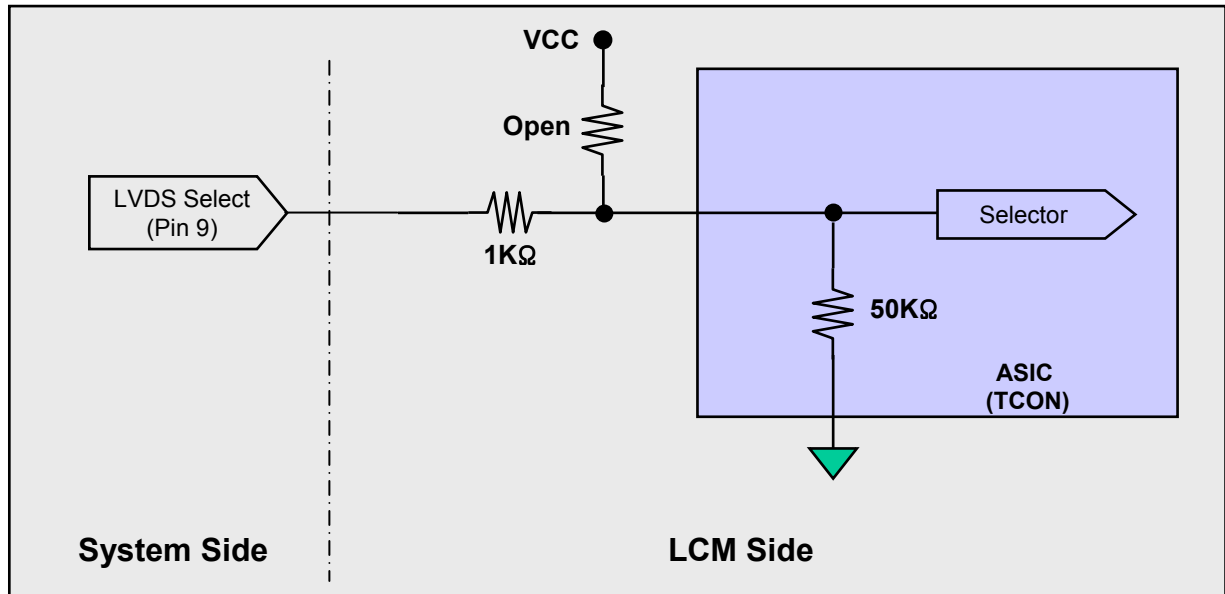 VCC
Open
LVDS Select
(Pin 9)
1KΩ
Selector
50KΩ
ASIC
(TCON)
System Side
LCM Side